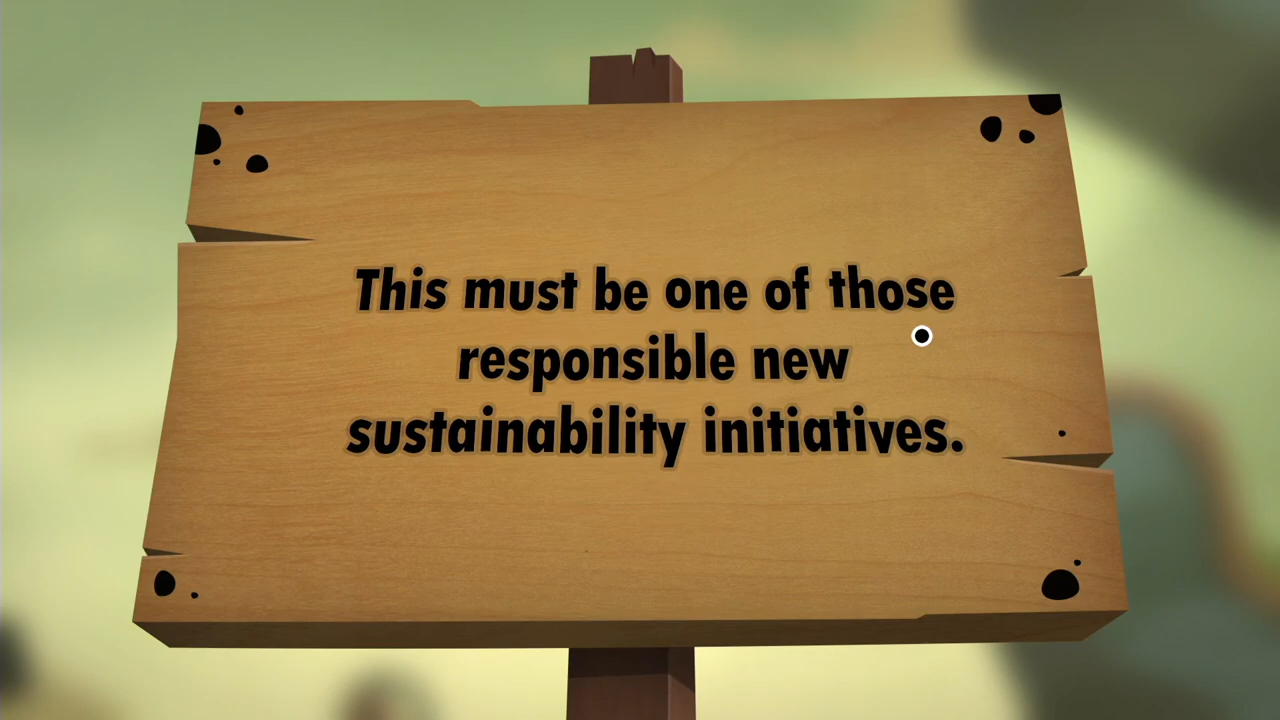 This must be one of those
responsible new
sustainability initiatives.